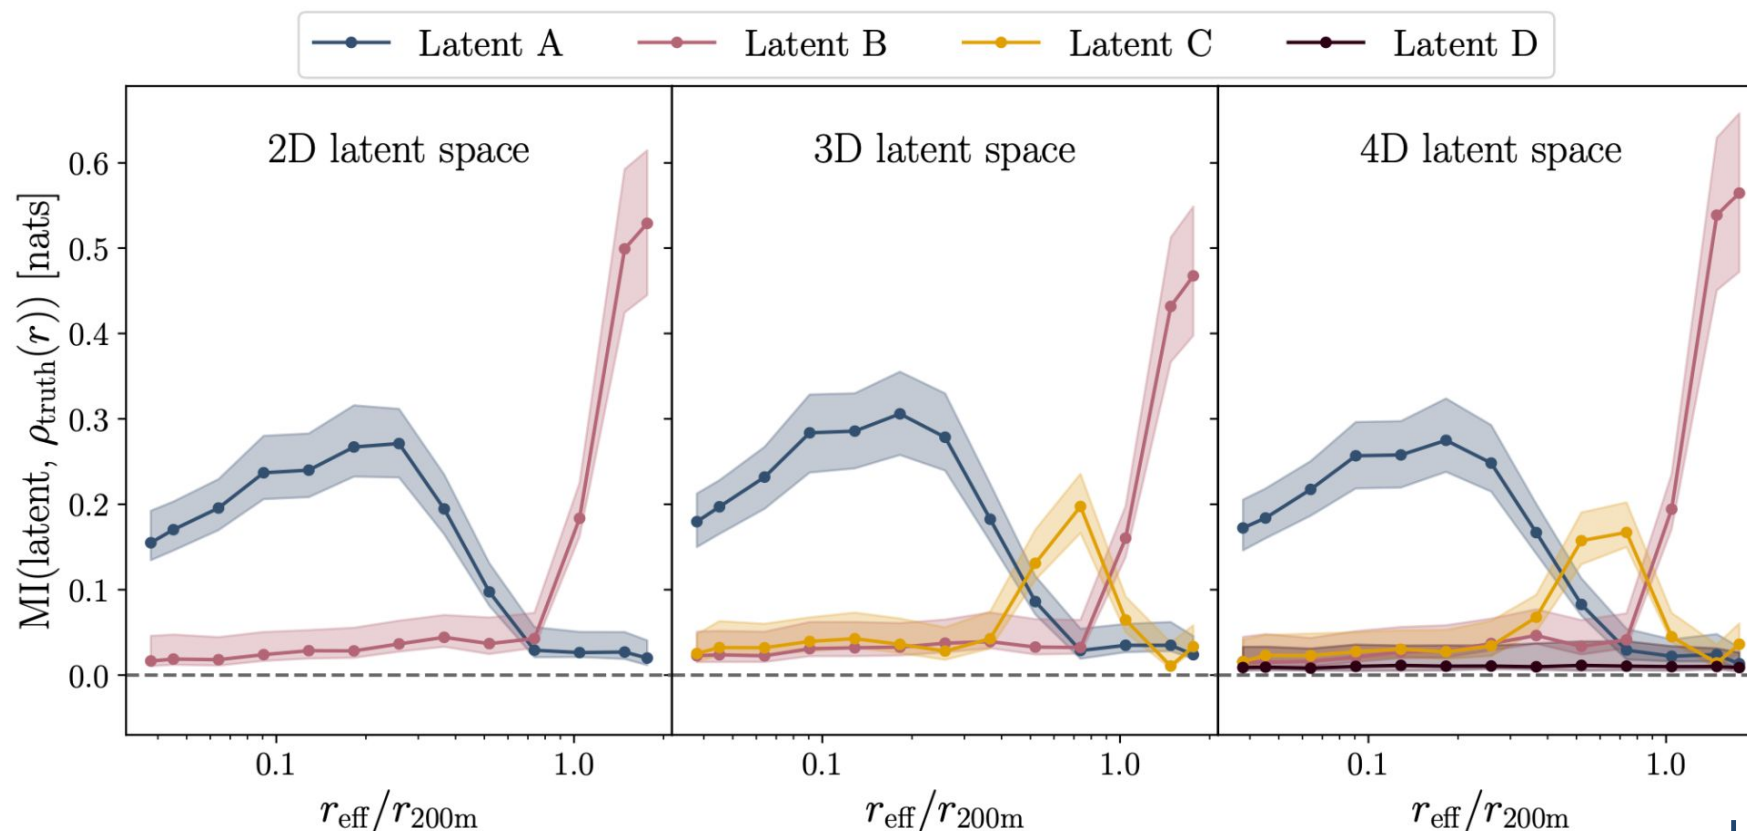 Latent A Latent B Latent C Latent D
2D latent space 3D latent space 4D latent space
MI(latent, ρtruth(r)) [nats]
0.6
0.5
0.4
0.3
0.2
0.1
0.0
0.1 1.0 0.1 1.0 0.1 1.0
reff/r200m reff/r200m reff/r200m